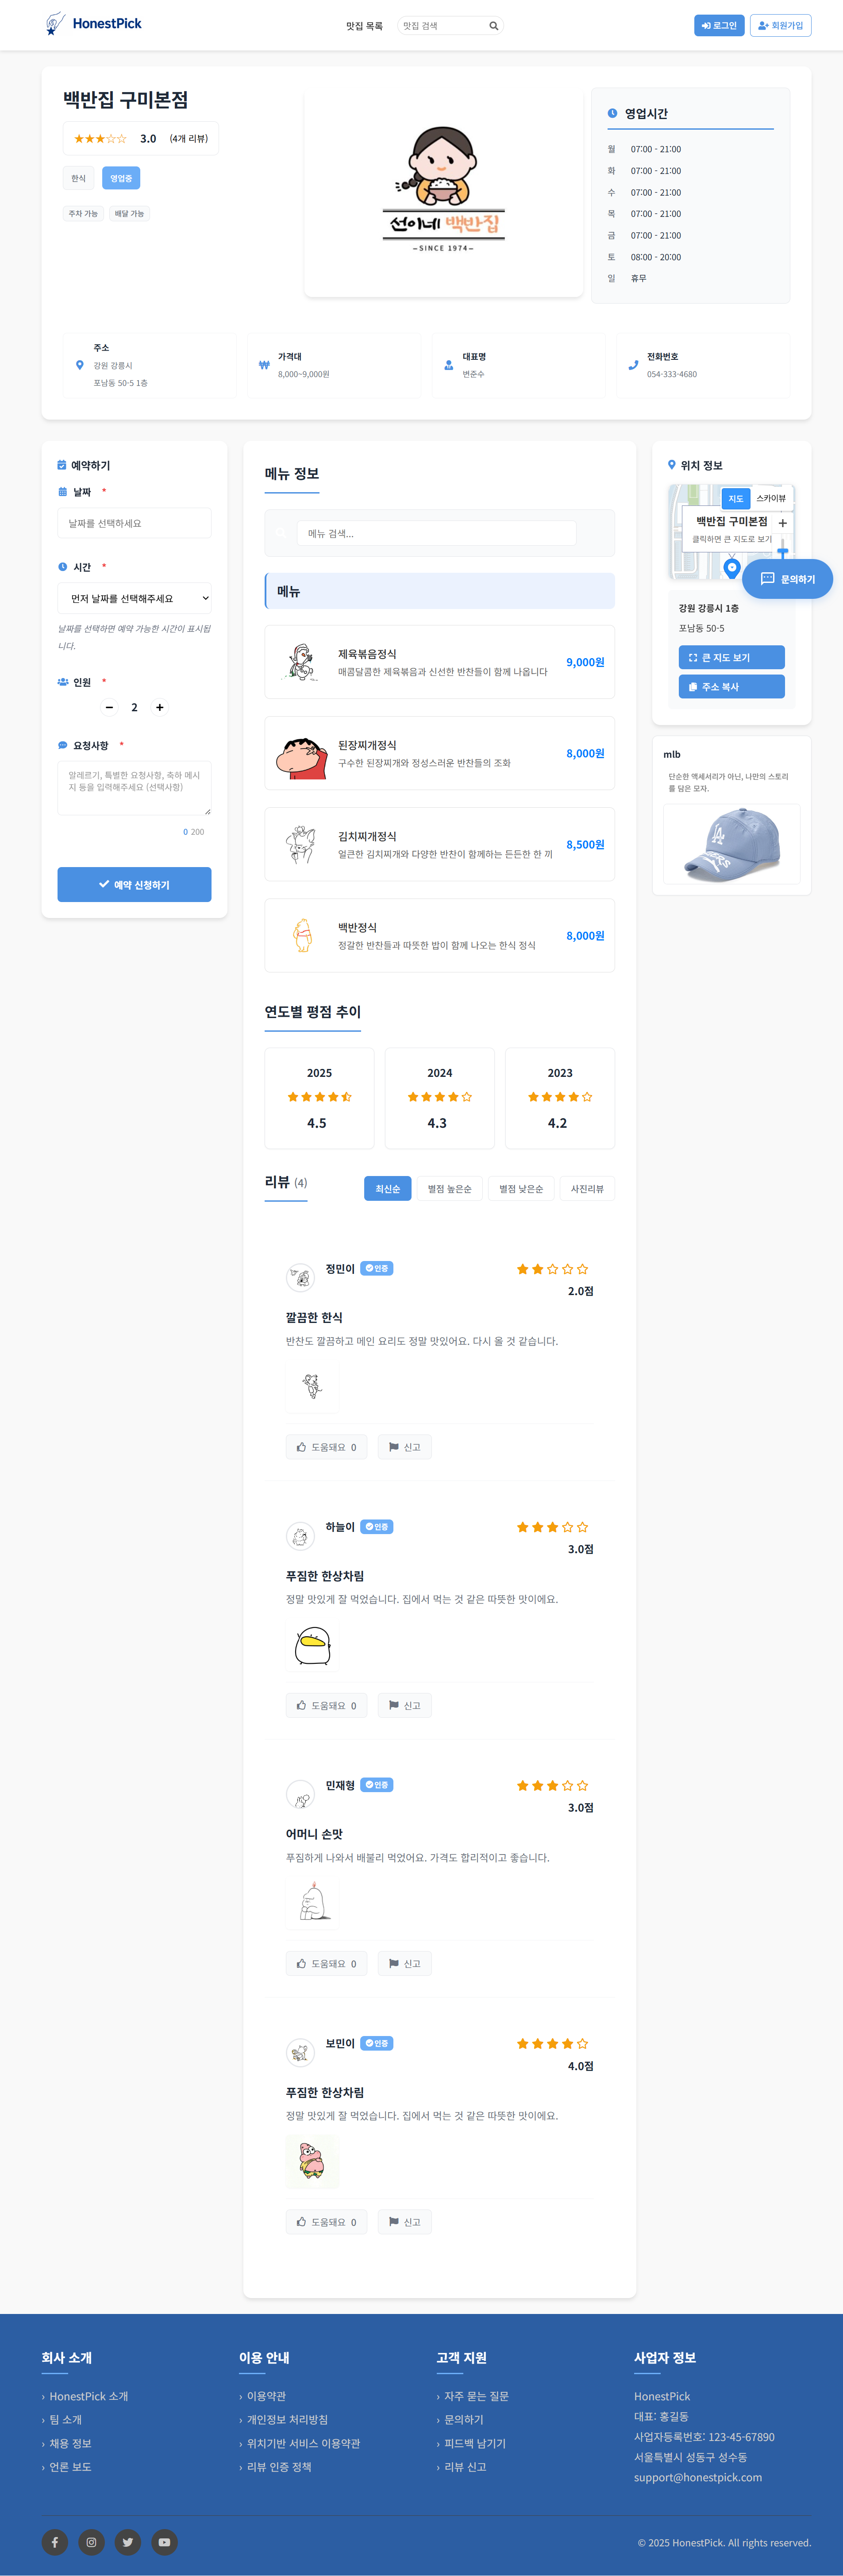 HonestPick
맛집 목록
맛집 검색
로그인
회원가입
백반집 구미본점
★★★☆☆ 3.0 (4개 리뷰)
한식 영업중
주차 가능 배달 가능
선이네 백반집
–SINCE 1974–
영업시간
월 07:00 - 21:00
화 07:00 - 21:00
수 07:00 - 21:00
목 07:00 - 21:00
금 07:00 - 21:00
토 08:00 - 20:00
일 휴무
주소
강원 강릉시
포남동 50-5 1층
가격대
8,000~9,000원
대표명
변준수
전화번호
054-333-4680
예약하기
날짜 *
날짜를 선택하세요
시간 *
먼저 날짜를 선택해주세요
날짜를 선택하면 예약 가능한 시간이 표시됩
니다.
인원 *
2
요청사항 *
알레르기, 특별한 요청사항, 축하 메시
지 등을 입력해주세요 (선택사항)
0 200
예약 신청하기
메뉴 정보
메뉴 검색...
메뉴
제육볶음정식
매콤달콤한 제육볶음과 신선한 반찬들이 함께 나옵니다
9,000원
된장찌개정식
구수한 된장찌개와 정성스러운 반찬들의 조화
8,000원
김치찌개정식
얼큰한 김치찌개와 다양한 반찬이 함께하는 든든한 한 끼
8,500원
백반정식
정갈한 반찬들과 따뜻한 밥이 함께 나오는 한식 정식
8,000원
연도별 평점 추이
2025
4.5
2024
4.3
2023
4.2
리뷰 (4)
최신순 별점 높은순 별점 낮은순 사진리뷰
정민이 인증
2.0점
깔끔한 한식
반찬도 깔끔하고 메인 요리도 정말 맛있어요. 다시 올 것 같습니다.
도움돼요 0 신고
하늘이 인증
3.0점
푸짐한 한상차림
정말 맛있게 잘 먹었습니다. 집에서 먹는 것 같은 따뜻한 맛이에요.
도움돼요 0 신고
민재형 인증
3.0점
어머니 손맛
푸짐하게 나와서 배불리 먹었어요. 가격도 합리적이고 좋습니다.
도움돼요 0 신고
보민이 인증
4.0점
푸짐한 한상차림
정말 맛있게 잘 먹었습니다. 집에서 먹는 것 같은 따뜻한 맛이에요.
도움돼요 0 신고
위치 정보
지도 스카이뷰
백반집 구미본점
클릭하면 큰 지도로 보기
문의하기
강원 강릉시 1층
포남동 50-5
큰 지도 보기
주소 복사
mlb
단순한 액세서리가 아닌, 나만의 스토리
를 담은 모자.
LA
회사 소개
› HonestPick 소개
› 팀 소개
› 채용 정보
› 언론 보도
이용 안내
› 이용약관
› 개인정보 처리방침
› 위치기반 서비스 이용약관
› 리뷰 인증 정책
고객 지원
› 자주 묻는 질문
› 문의하기
› 피드백 남기기
› 리뷰 신고
사업자 정보
HonestPick
대표: 홍길동
사업자등록번호: 123-45-67890
서울특별시 성동구 성수동
support@honestpick.com
© 2025 HonestPick. All rights reserved.